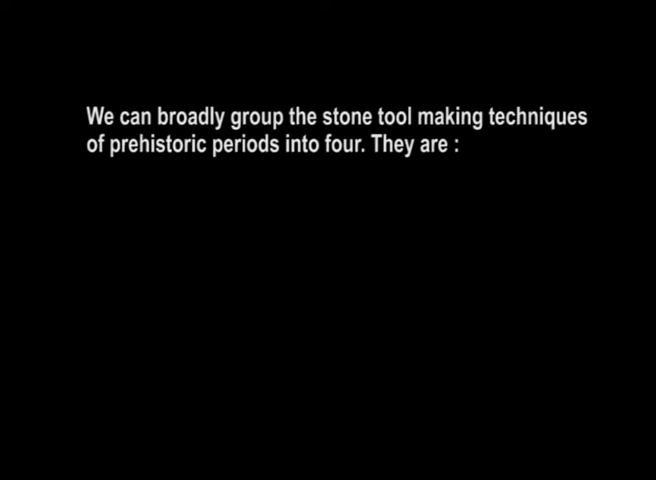 We can broadly group the stone tool making techniques
of prehistoric periods into four. They are :